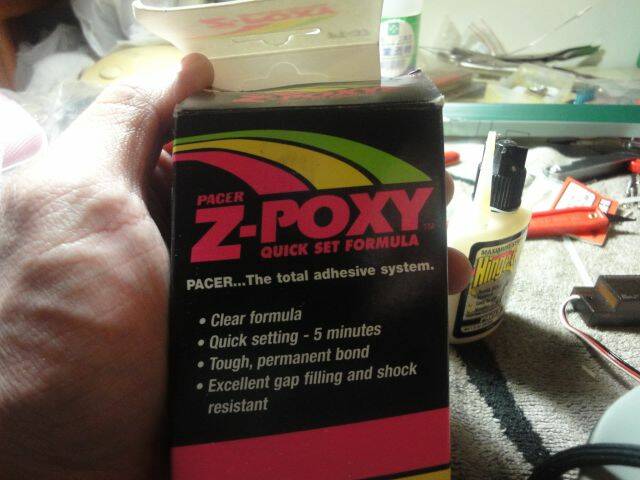 Z-POXY
PACER
Z-POXY™
QUICK SET FORMULA
PACER...The total adhesive system.
• Clear formula
• Quick setting - 5 minutes
• Tough, permanent bond
• Excellent gap filling and shock
resistant